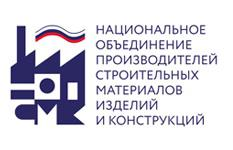 НАЦИОНАЛЬНОЕ
ОБЪЕДИНЕНИЕ
ПРОИЗВОДИТЕЛЕЙ
СТРОИТЕЛЬНЫХ
МАТЕРИАЛОВ
ИЗДЕЛИЙ
И КОНСТРУКЦИЙ